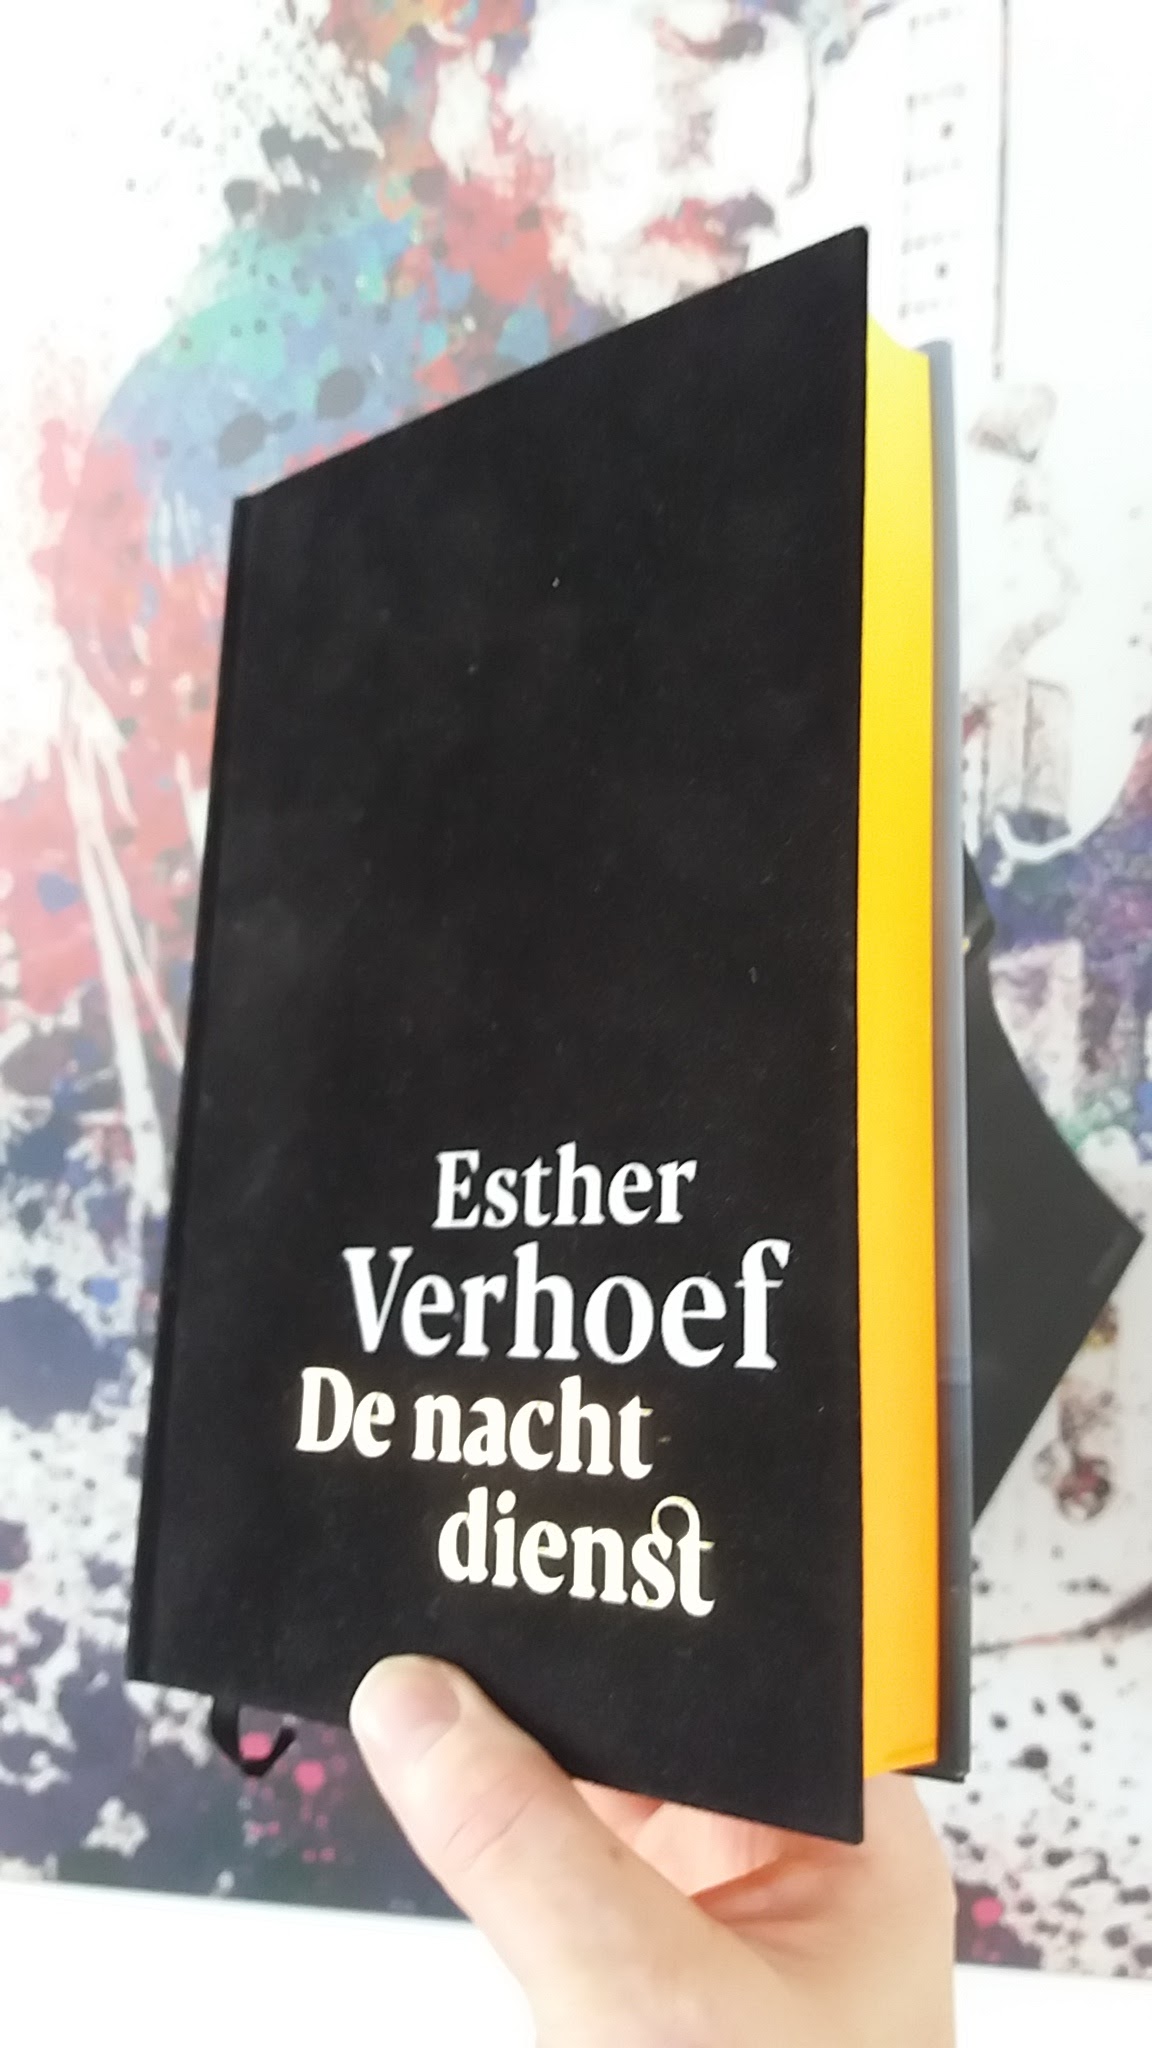 Esther
Verhoef
De nacht
dienst